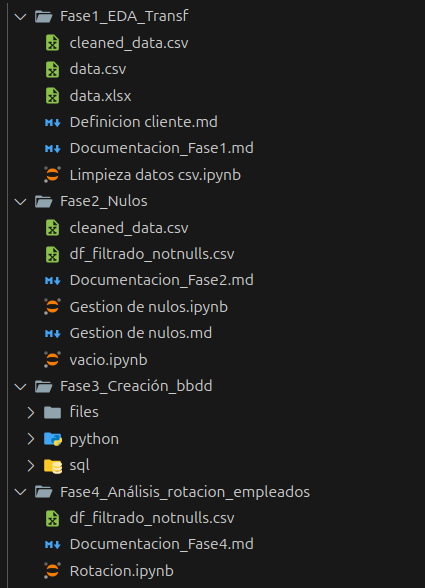 Fase1_EDA_Transf
cleaned_data.csv
data.csv
data.xlsx
Definicion cliente.md
Documentacion_Fase1.md
Limpieza datos csv.ipynb
Fase2_Nulos
cleaned_data.csv
df_filtrado_notnulls.csv
Documentacion_Fase2.md
Gestion de nulos.ipynb
Gestion de nulos.md
vacio.ipynb
Fase3_Creación_bbdd
files
python
sql
Fase4_Análisis_rotacion_empleados
df_filtrado_notnulls.csv
Documentacion_Fase4.md
Rotacion.ipynb